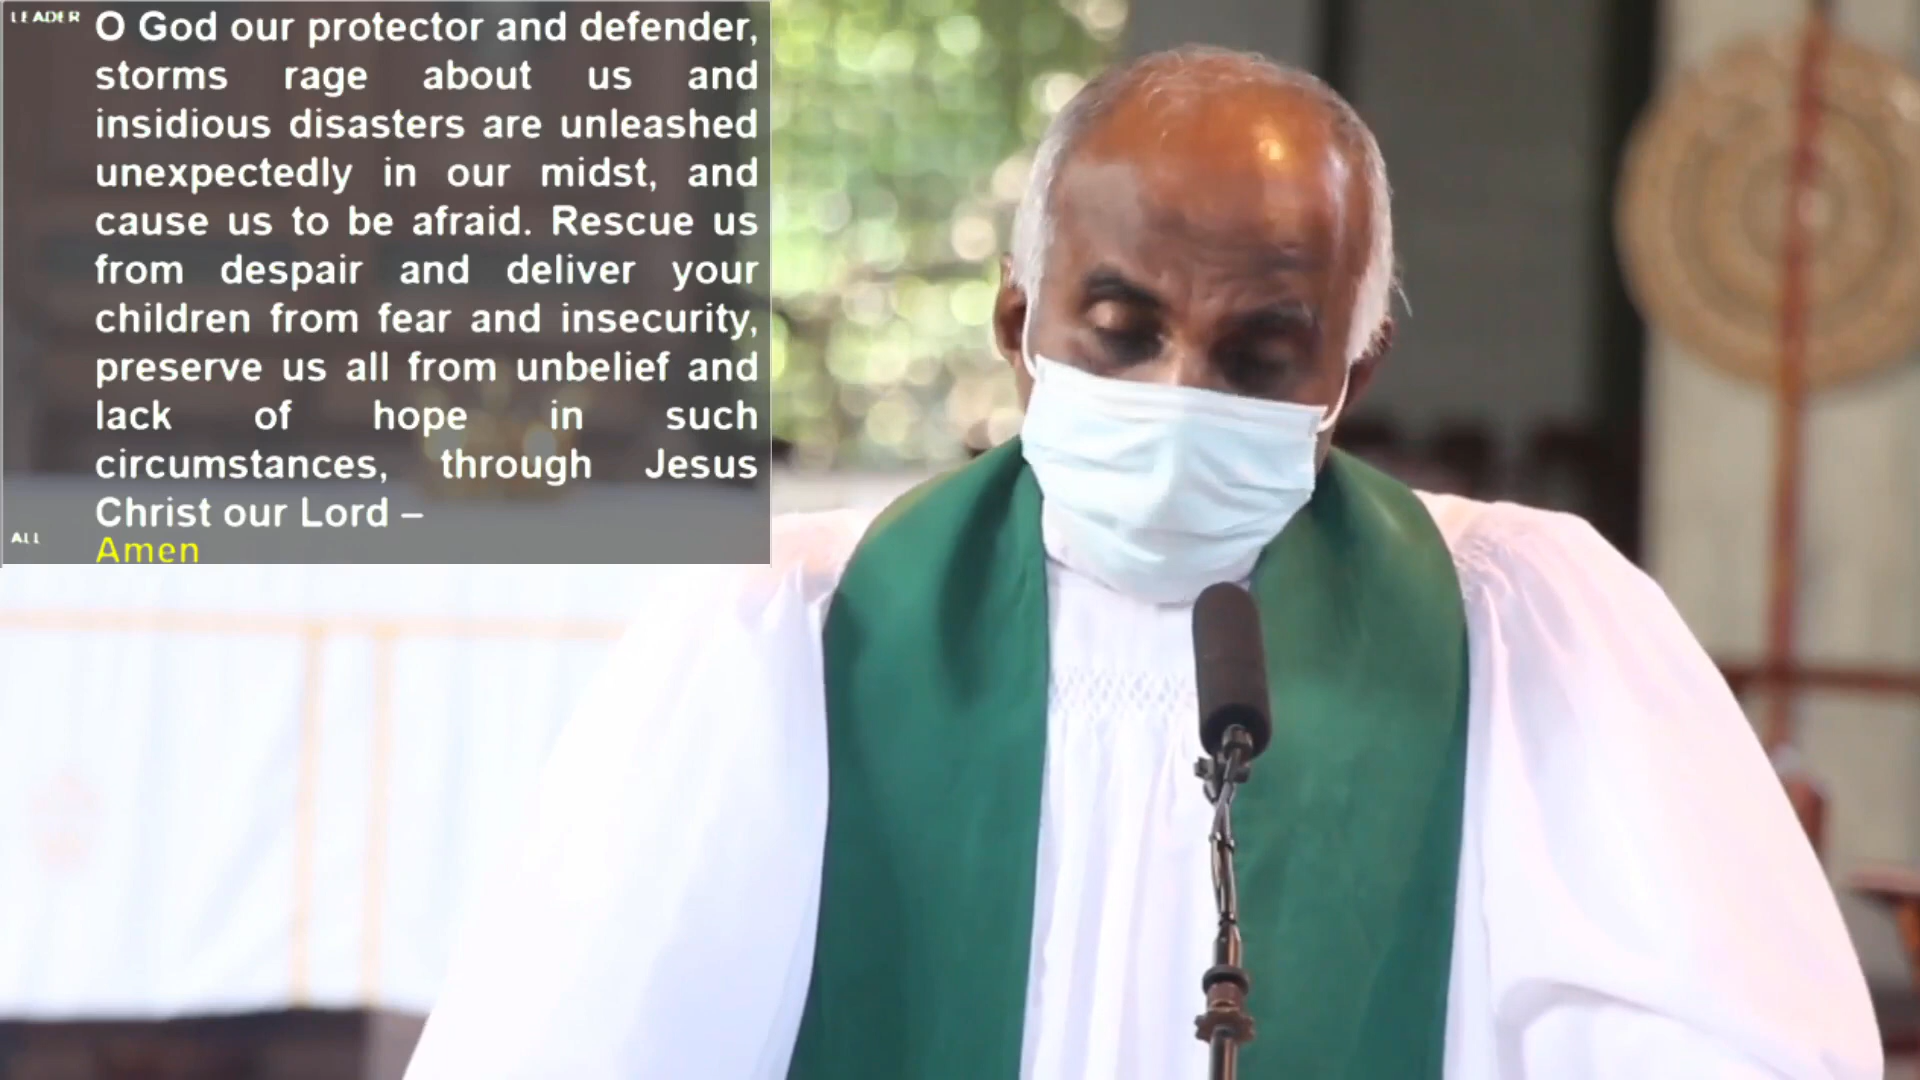 LEADER O God our protector and defender,
storms rage about us and
insidious disasters are unleashed
unexpectedly in our midst, and
cause us to be afraid. Rescue us
from despair and deliver your
children from fear and insecurity,
preserve us all from unbelief and
lack of hope in such
circumstances, through Jesus
Christ our Lord –
ALL Amen